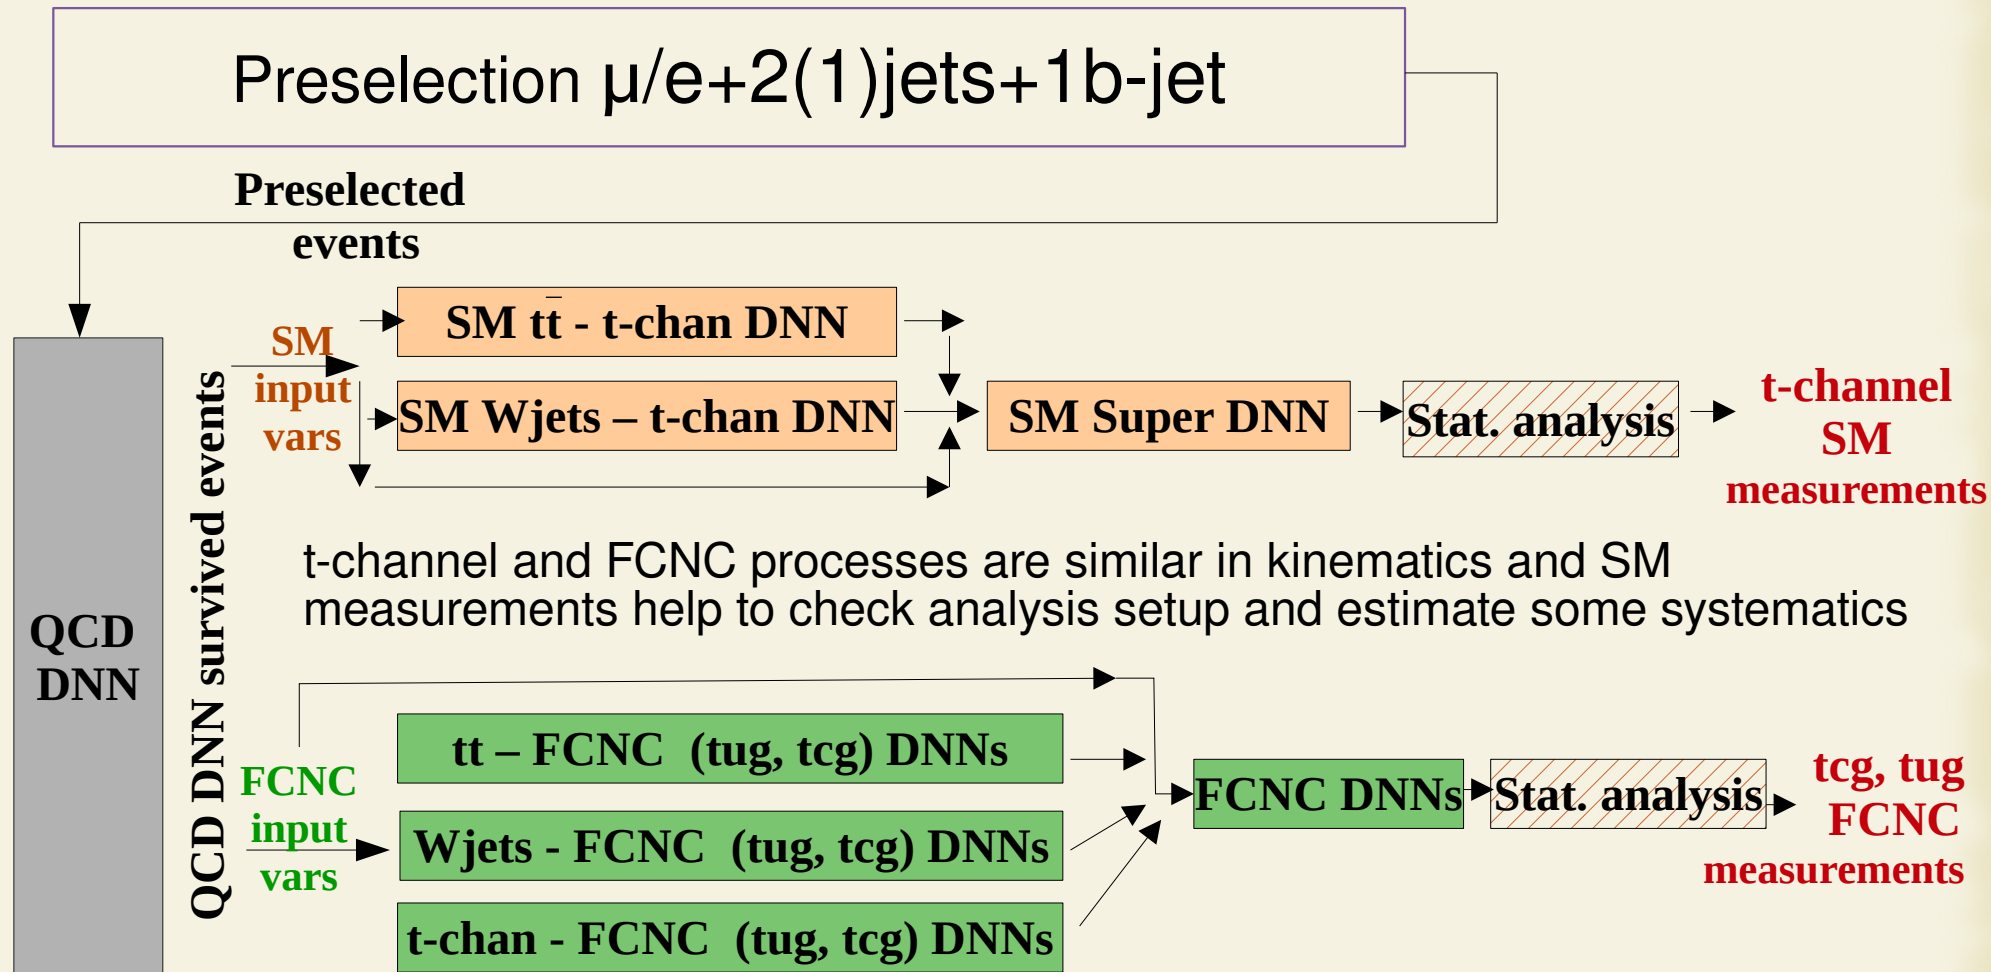 Preselection µ/e+2(1)jets+1b-jet
Preselected
events
SM tt̅ - t-chan DNN
SM
input
vars
SM Wjets – t-chan DNN
SM Super DNN
Stat. analysis
t-channel
SM
measurements
QCD DNN survived events
t-channel and FCNC processes are similar in kinematics and SM
measurements help to check analysis setup and estimate some systematics
QCD
DNN
tt – FCNC (tug, tcg) DNNs
FCNC
input
vars
Wjets - FCNC (tug, tcg) DNNs
t-chan - FCNC (tug, tcg) DNNs
FCNC DNNs
Stat. analysis
tcg, tug
FCNC
measurements